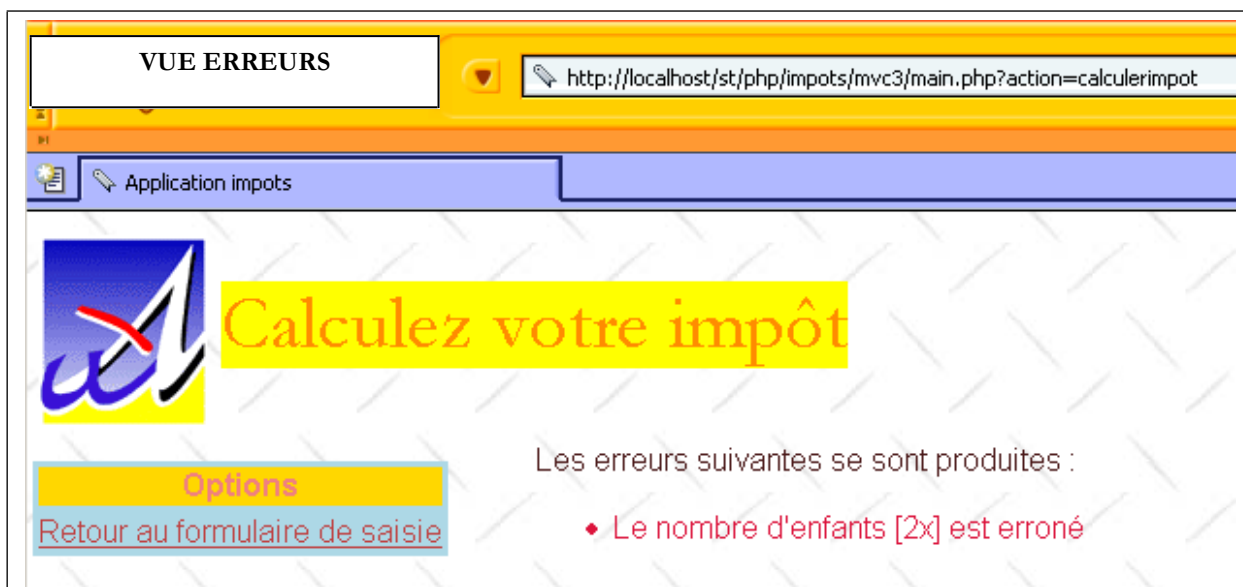 VUE ERREURS
http://localhost/st/php/impots/mvc3/main.php?action=calculerimpot
Application impots
Calculez votre impôt
Options
Les erreurs suivantes se sont produites :
Retour au formulaire de saisie
• Le nombre d'enfants [2x] est erroné